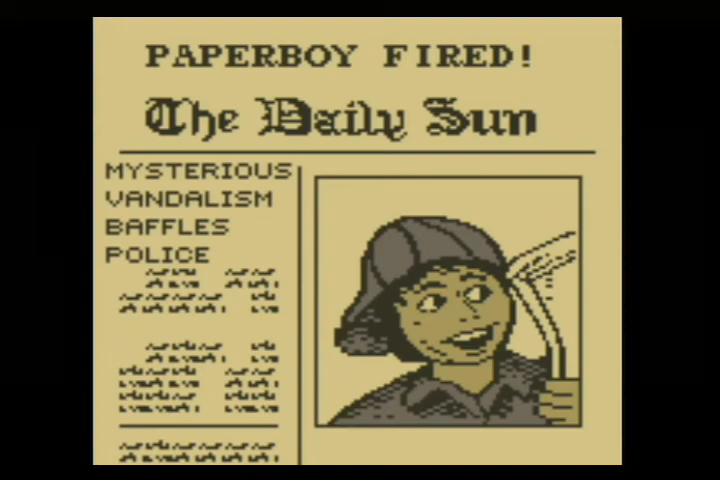 PAPERBOY FIRED!
The Daily Sun
MYSTERIOUS
VANDALISM
BAFFLES
POLICE